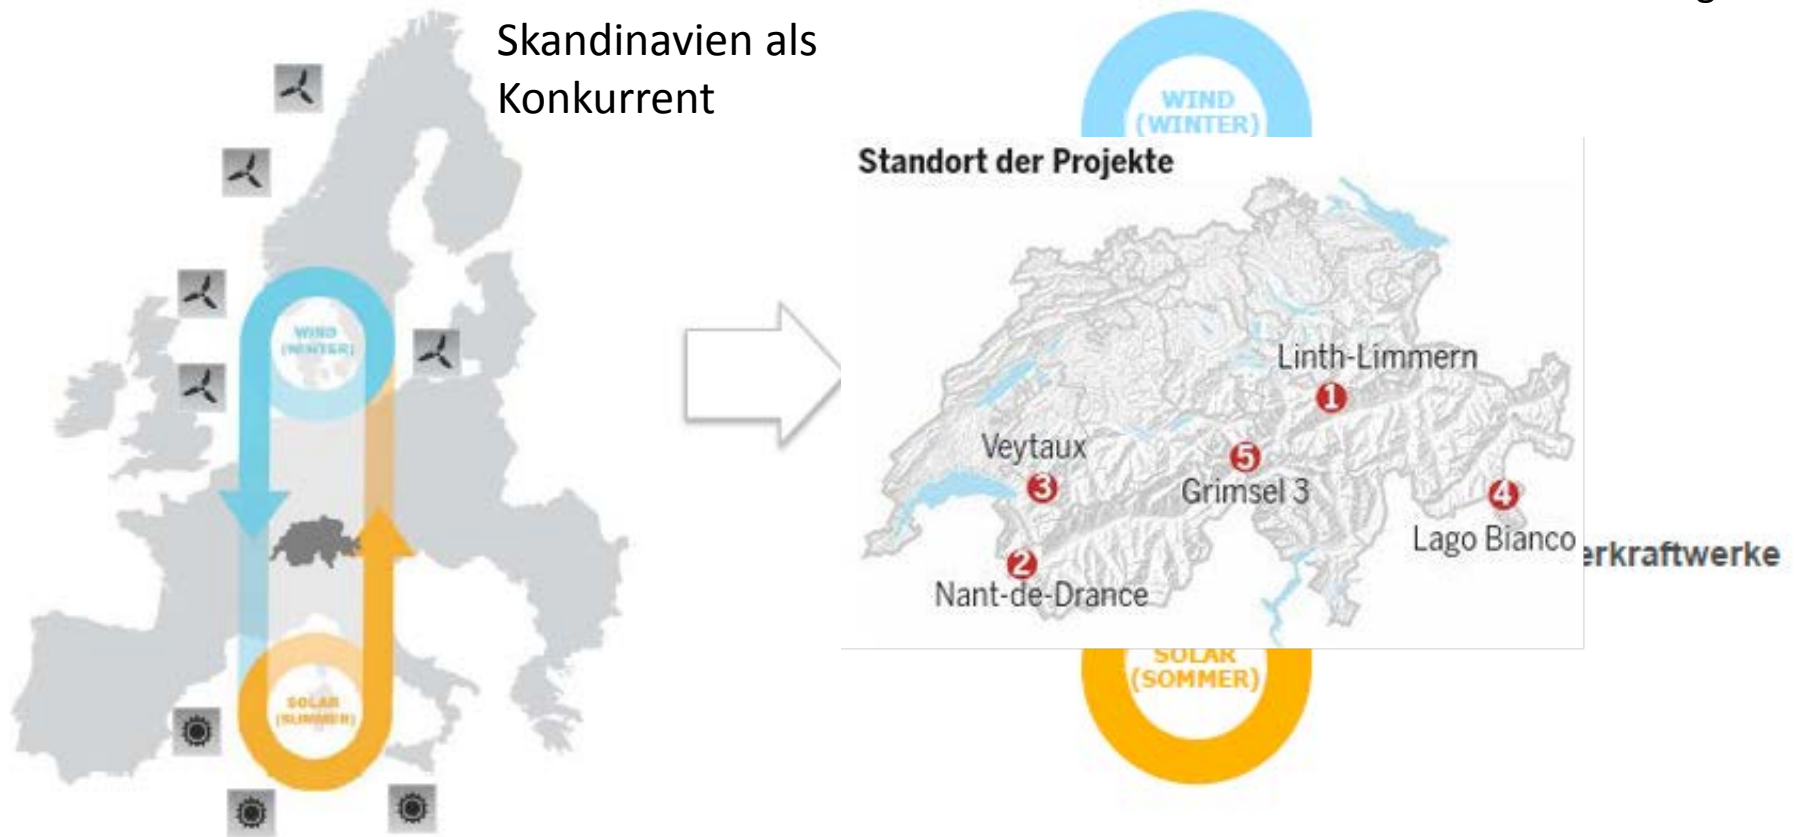 Skandinavien als
Konkurrent
WIND
(WINTER)
SOLAR
(SUMMER)
WIND
(WINTER)
Standort der Projekte
Linth-Limmern
1
Veytaux
3
5
Grimsel 3
4
Lago Bianco
2
Nant-de-Drance
erkraftwerke
SOLAR
(SOMMER)